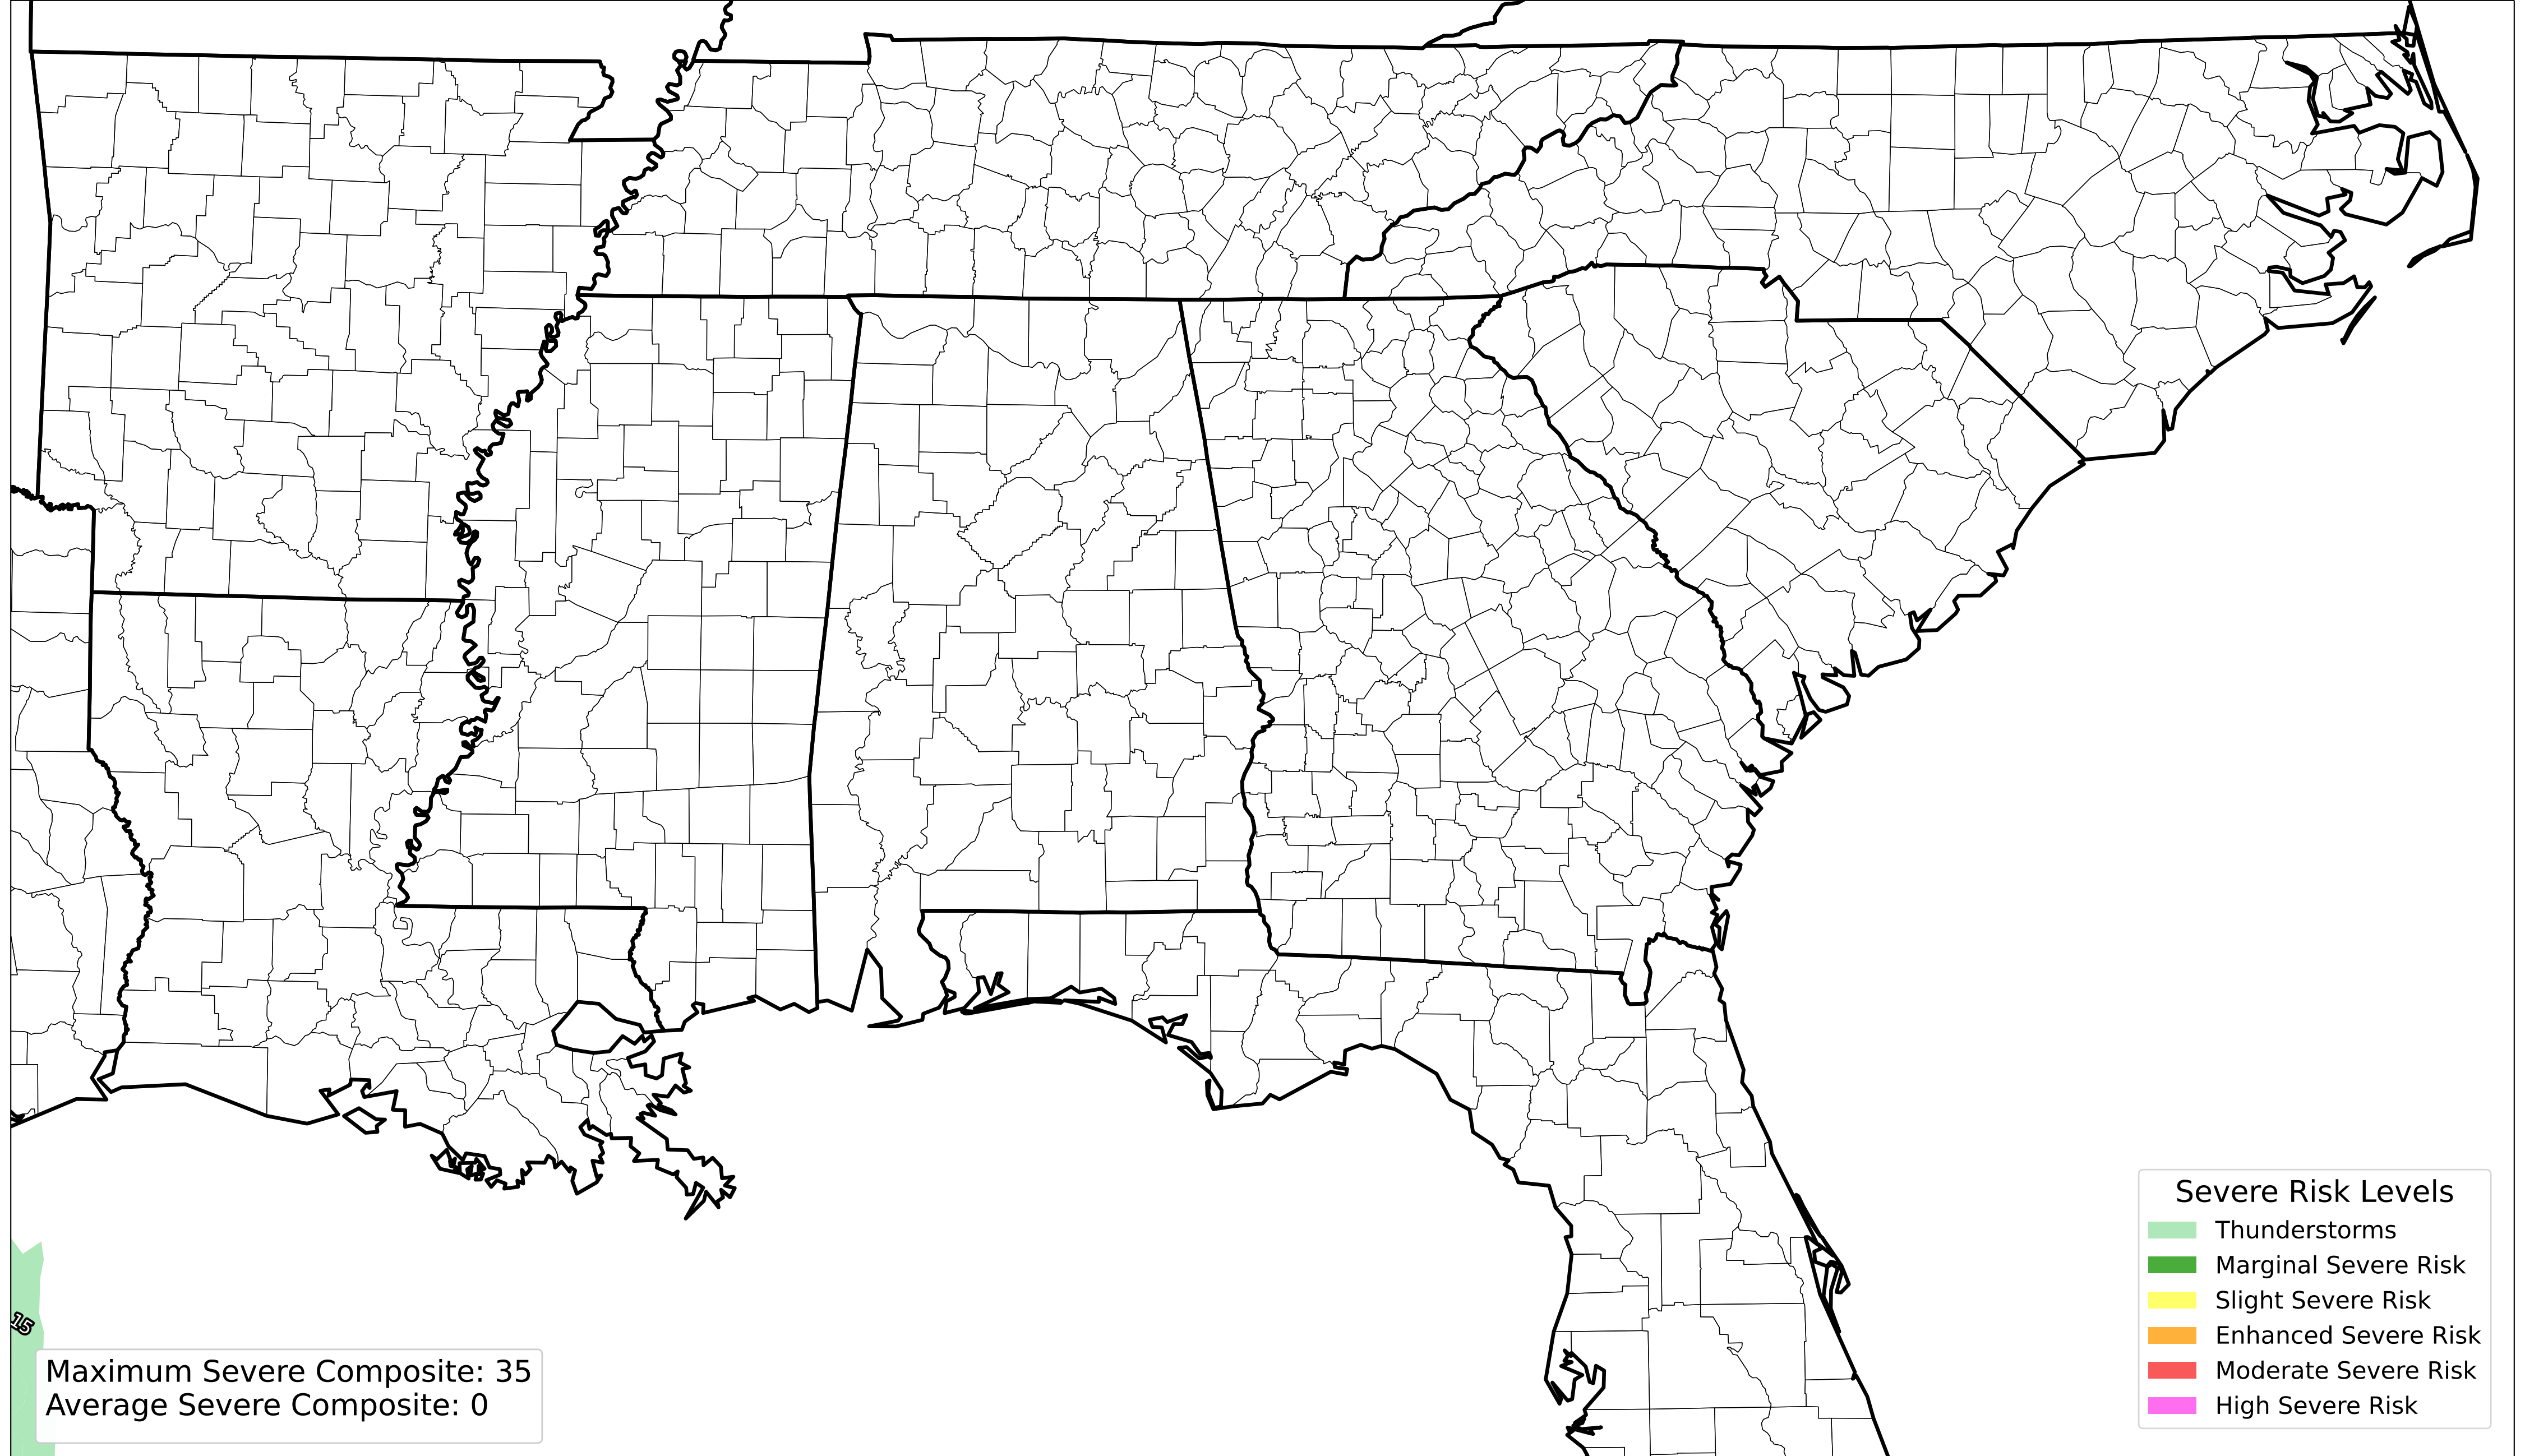 15
Maximum Severe Composite: 35
Average Severe Composite: 0
Severe Risk Levels
Thunderstorms
Marginal Severe Risk
Slight Severe Risk
Enhanced Severe Risk
Moderate Severe Risk
High Severe Risk